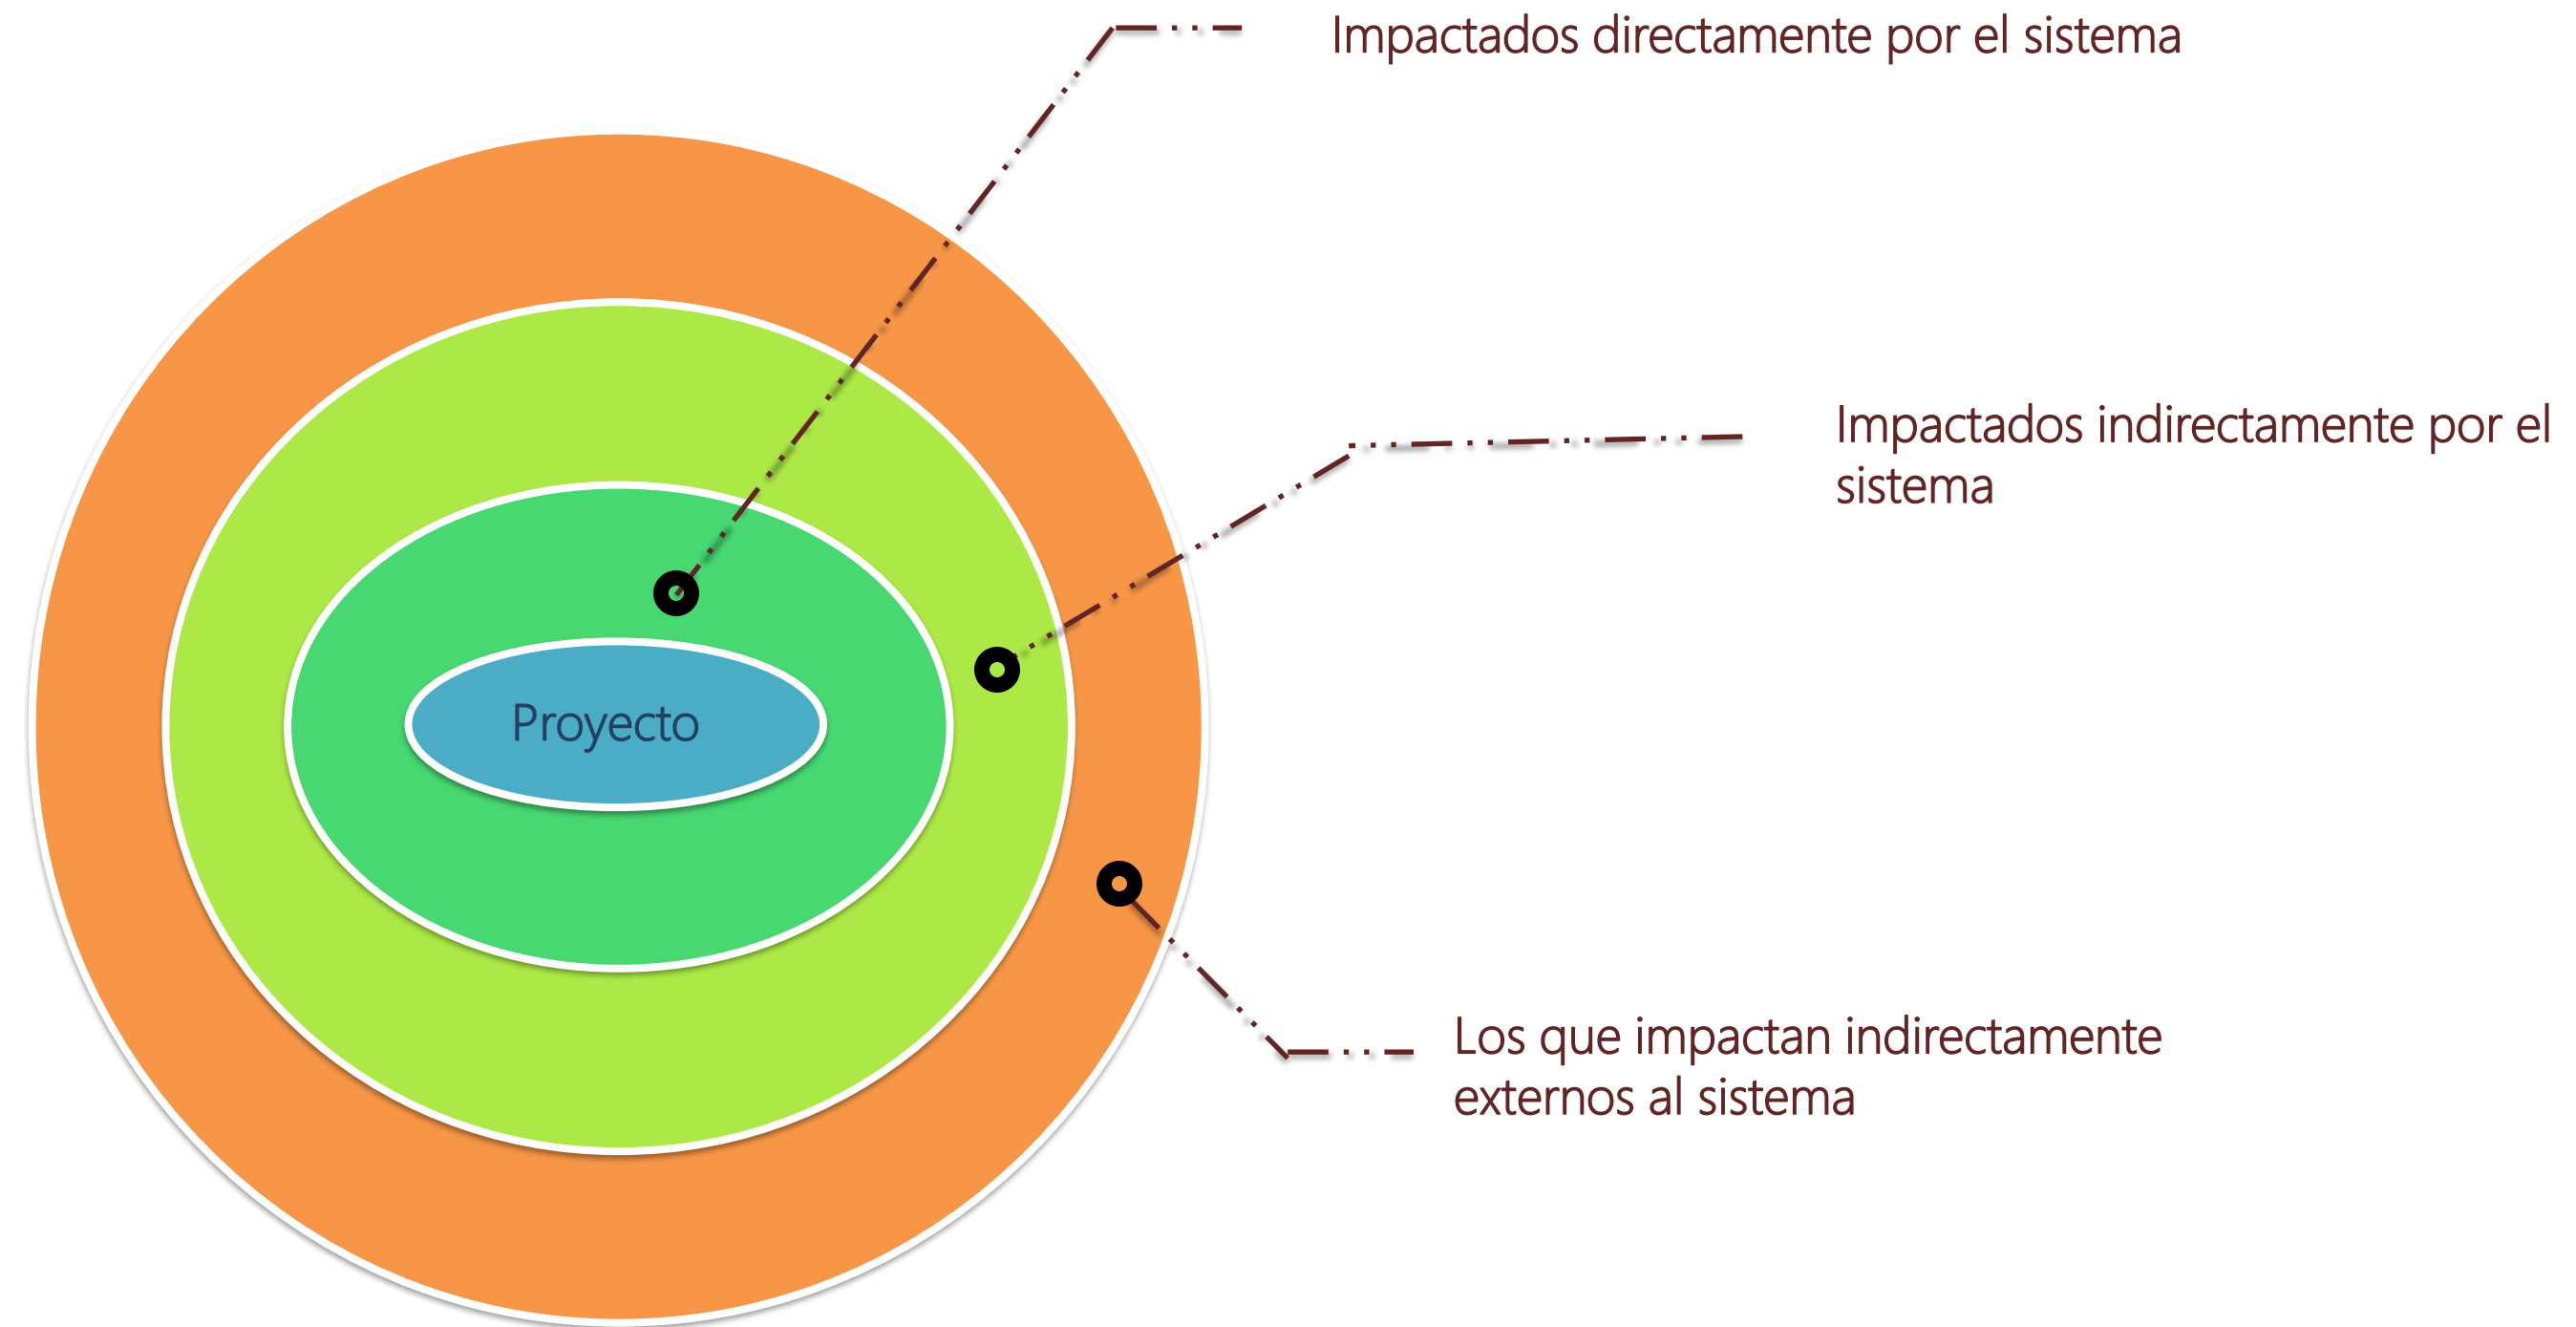 Impactados directamente por el sistema
Impactados indirectamente por el
sistema
Proyecto
Los que impactan indirectamente
externos al sistema